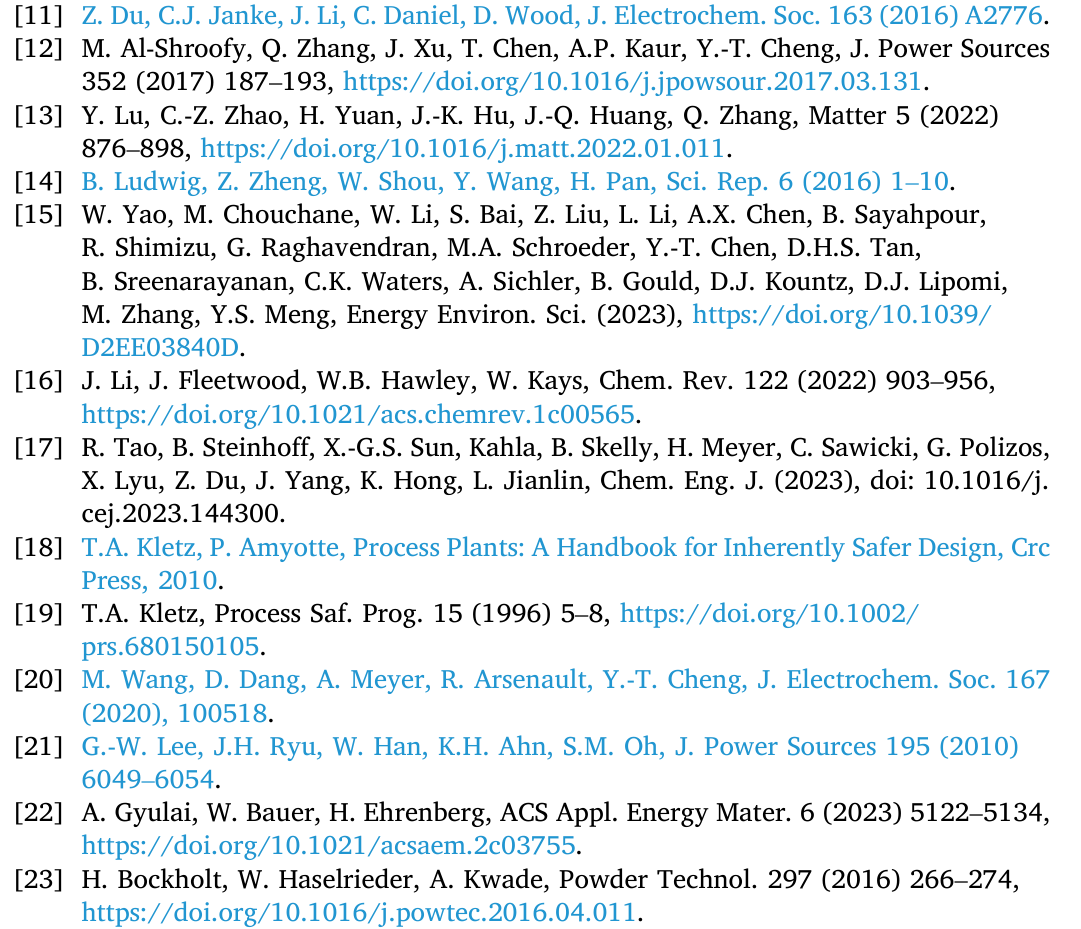 [11] Z. Du, C.J. Janke, J. Li, C. Daniel, D. Wood, J. Electrochem. Soc. 163 (2016) A2776.
[12] M. Al-Shroofy, Q. Zhang, J. Xu, T. Chen, A.P. Kaur, Y.-T. Cheng, J. Power Sources
352 (2017) 187–193, https://doi.org/10.1016/j.jpowsour.2017.03.131.
[13] Y. Lu, C.-Z. Zhao, H. Yuan, J.-K. Hu, J.-Q. Huang, Q. Zhang, Matter 5 (2022)
876–898, https://doi.org/10.1016/j.matt.2022.01.011.
[14] B. Ludwig, Z. Zheng, W. Shou, Y. Wang, H. Pan, Sci. Rep. 6 (2016) 1–10.
[15] W. Yao, M. Chouchane, W. Li, S. Bai, Z. Liu, L. Li, A.X. Chen, B. Sayahpour,
R. Shimizu, G. Raghavendran, M.A. Schroeder, Y.-T. Chen, D.H.S. Tan,
B. Sreenarayanan, C.K. Waters, A. Sichler, B. Gould, D.J. Kountz, D.J. Lipomi,
M. Zhang, Y.S. Meng, Energy Environ. Sci. (2023), https://doi.org/10.1039/
D2EE03840D.
[16] J. Li, J. Fleetwood, W.B. Hawley, W. Kays, Chem. Rev. 122 (2022) 903–956,
https://doi.org/10.1021/acs.chemrev.1c00565.
[17] R. Tao, B. Steinhoff, X.-G.S. Sun, Kahla, B. Skelly, H. Meyer, C. Sawicki, G. Polizos,
X. Lyu, Z. Du, J. Yang, K. Hong, L. Jianlin, Chem. Eng. J. (2023), doi: 10.1016/j.
cej.2023.144300.
[18] T.A. Kletz, P. Amyotte, Process Plants: A Handbook for Inherently Safer Design, Crc
Press, 2010.
[19] T.A. Kletz, Process Saf. Prog. 15 (1996) 5–8, https://doi.org/10.1002/
prs.680150105.
[20] M. Wang, D. Dang, A. Meyer, R. Arsenault, Y.-T. Cheng, J. Electrochem. Soc. 167
(2020), 100518.
[21] G.-W. Lee, J.H. Ryu, W. Han, K.H. Ahn, S.M. Oh, J. Power Sources 195 (2010)
6049–6054.
[22] A. Gyulai, W. Bauer, H. Ehrenberg, ACS Appl. Energy Mater. 6 (2023) 5122–5134,
https://doi.org/10.1021/acsaem.2c03755.
[23] H. Bockholt, W. Haselrieder, A. Kwade, Powder Technol. 297 (2016) 266–274,
https://doi.org/10.1016/j.powtec.2016.04.011.